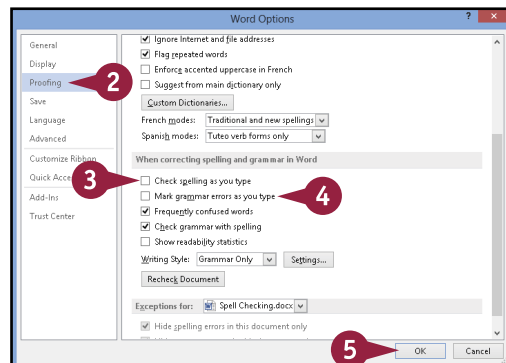 Word Options
? ×
General
Display
Proofing
Save
Language
Advanced
Customize Ribbon
Quick Acce
Add-Ins
Trust Center
2
Ignore Internet and file addresses
Flag repeated words
Enforce accented uppercase in French
Suggest from main dictionary only
Custom Dictionaries...
French modes: Traditional and new spellings
Spanish modes: Tuteo verb forms only
When correcting spelling and grammar in Word
3
Check spelling as you type
Mark grammar errors as you type
4
Frequently confused words
Check grammar with spelling
Show readability statistics
Writing Style: Grammar Only Settings...
Recheck Document
Exceptions for: Spell Checking.docx
Hide spelling errors in this document only
5
OK Cancel